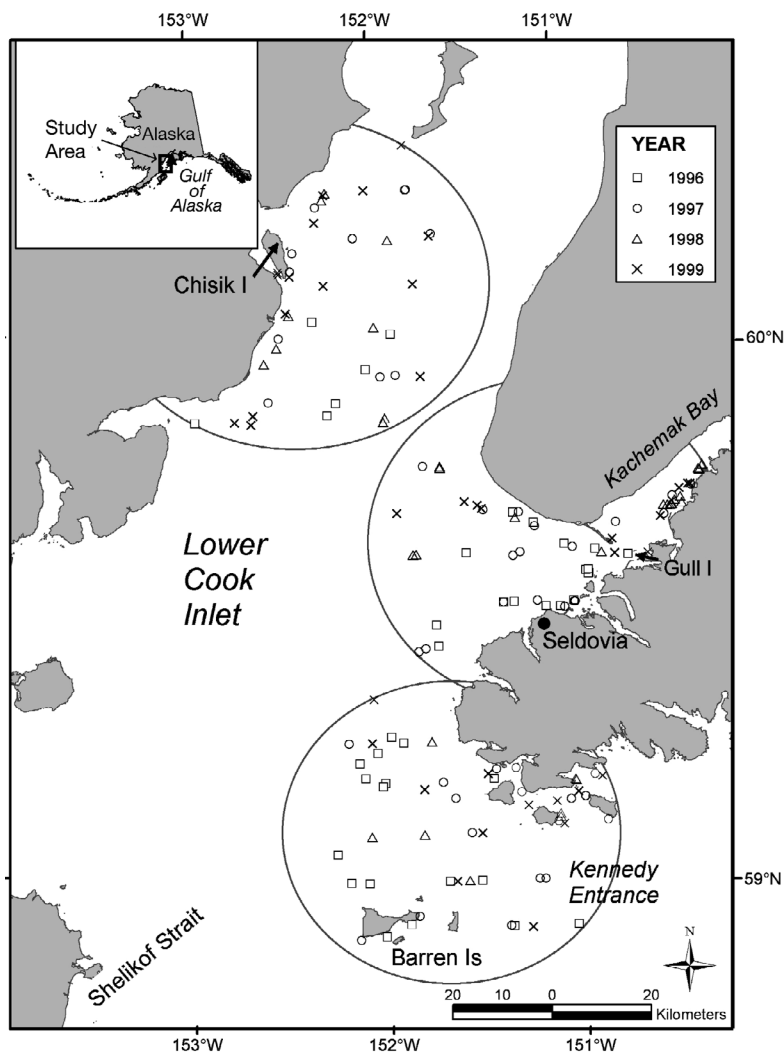 153°W 152°W 151°W
Study
Area
Alaska
Gulf
of
Alaska
YEAR
1996
1997
1998
1999
Chisik I
60°N
Kachemak Bay
Lower
Cook
Inlet
Gull I
Seldovia
Kennedy
Entrance
59°N
Shelikof Strait
Barren Is
N
20 10 0 20
Kilometers
153°W 152°W 151°W